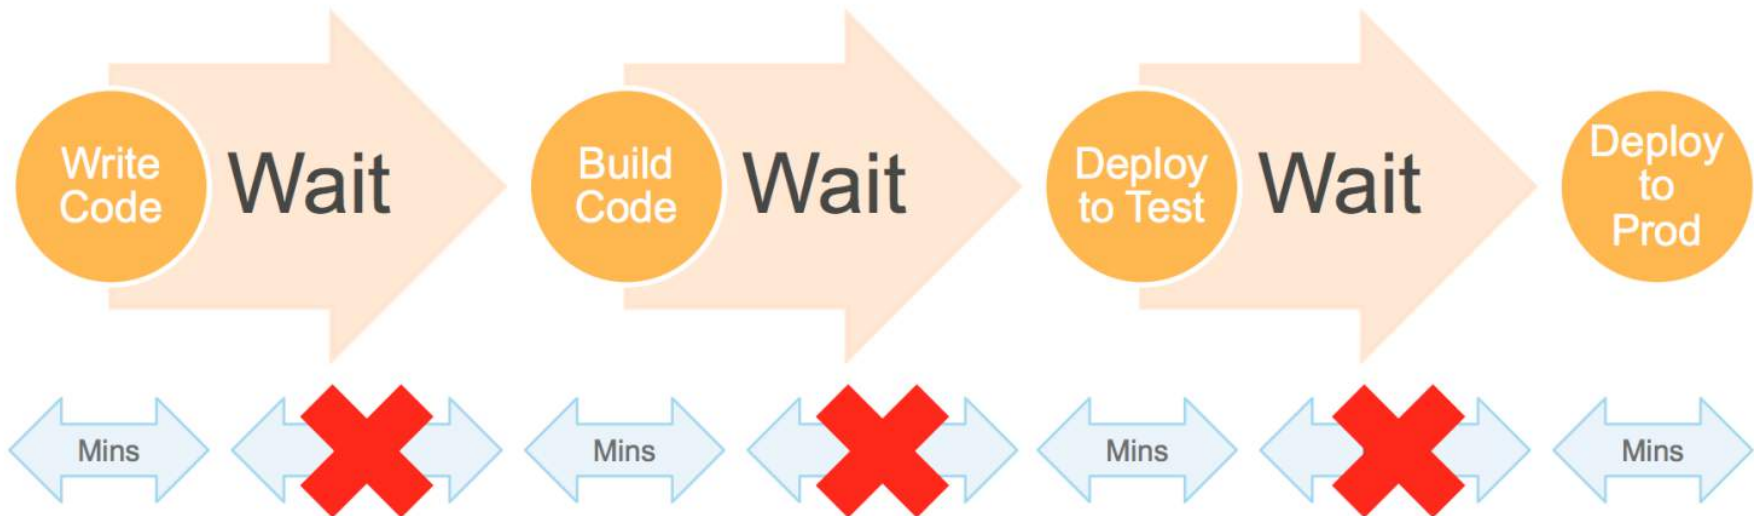 Write
Code
Wait
Build
Code
Wait
Deploy
to Test
Wait
Deploy
to
Prod
Mins
Mins
Mins
Mins